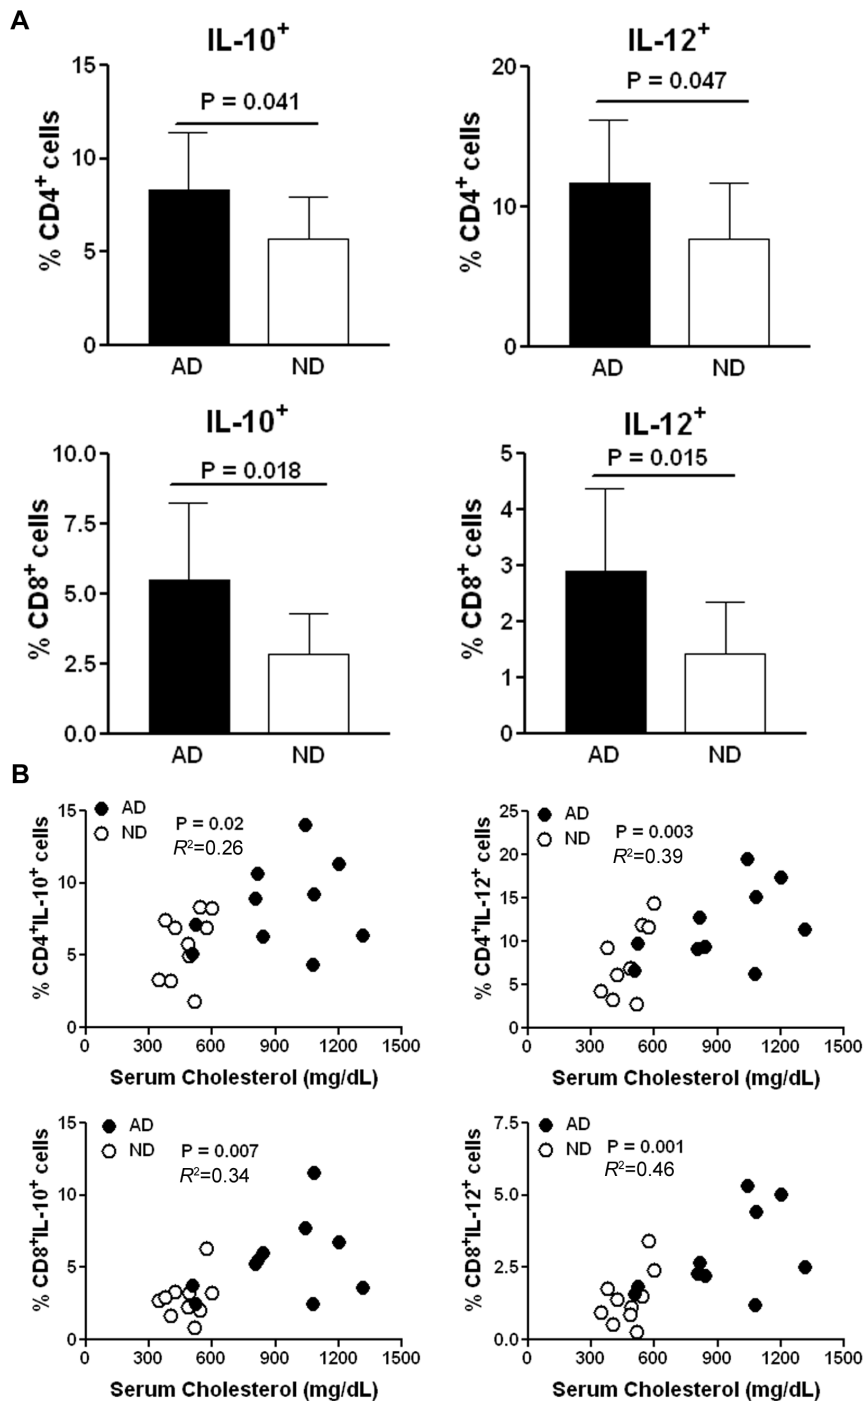 A
IL-10+
P = 0.041
% CD4+ cells
15
10
5
0
AD
ND
IL-12+
P = 0.047
% CD4+ cells
20
10
0
AD
ND
IL-10+
P = 0.018
% CD8+ cells
10.0
7.5
5.0
2.5
0.0
AD
ND
IL-12+
P = 0.015
% CD8+ cells
5
4
3
2
1
0
AD
ND
B
AD
ND
P = 0.02
R²=0.26
% CD4+IL-10+ cells
15
10
5
0
0 300 600 900 1200 1500
Serum Cholesterol (mg/dL)
AD
ND
P = 0.003
R²=0.39
% CD4+IL-12+ cells
25
20
15
10
5
0
0 300 600 900 1200 1500
Serum Cholesterol (mg/dL)
AD
ND
P = 0.007
R²=0.34
% CD8+IL-10+ cells
15
10
5
0
0 300 600 900 1200 1500
Serum Cholesterol (mg/dL)
AD
ND
P = 0.001
R²=0.46
% CD8+IL-12+ cells
7.5
5.0
2.5
0.0
0 300 600 900 1200 1500
Serum Cholesterol (mg/dL)